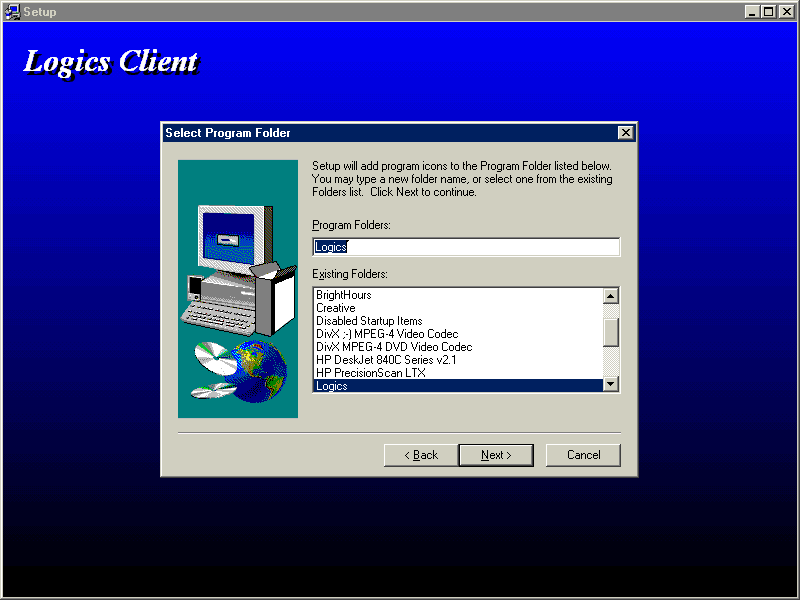 Setup
Logics Client
Select Program Folder
Setup will add program icons to the Program Folder listed below.
You may type a new folder name, or select one from the existing
Folders list.  Click Next to continue.
Program Folders:
Logics
Existing Folders:
BrightHours
Creative
Disabled Startup Items
DivX ;-) MPEG-4 Video Codec
DivX MPEG-4 DVD Video Codec
HP DeskJet 840C Series v2.1
HP PrecisionScan LTX
Logics
< Back
Next >
Cancel